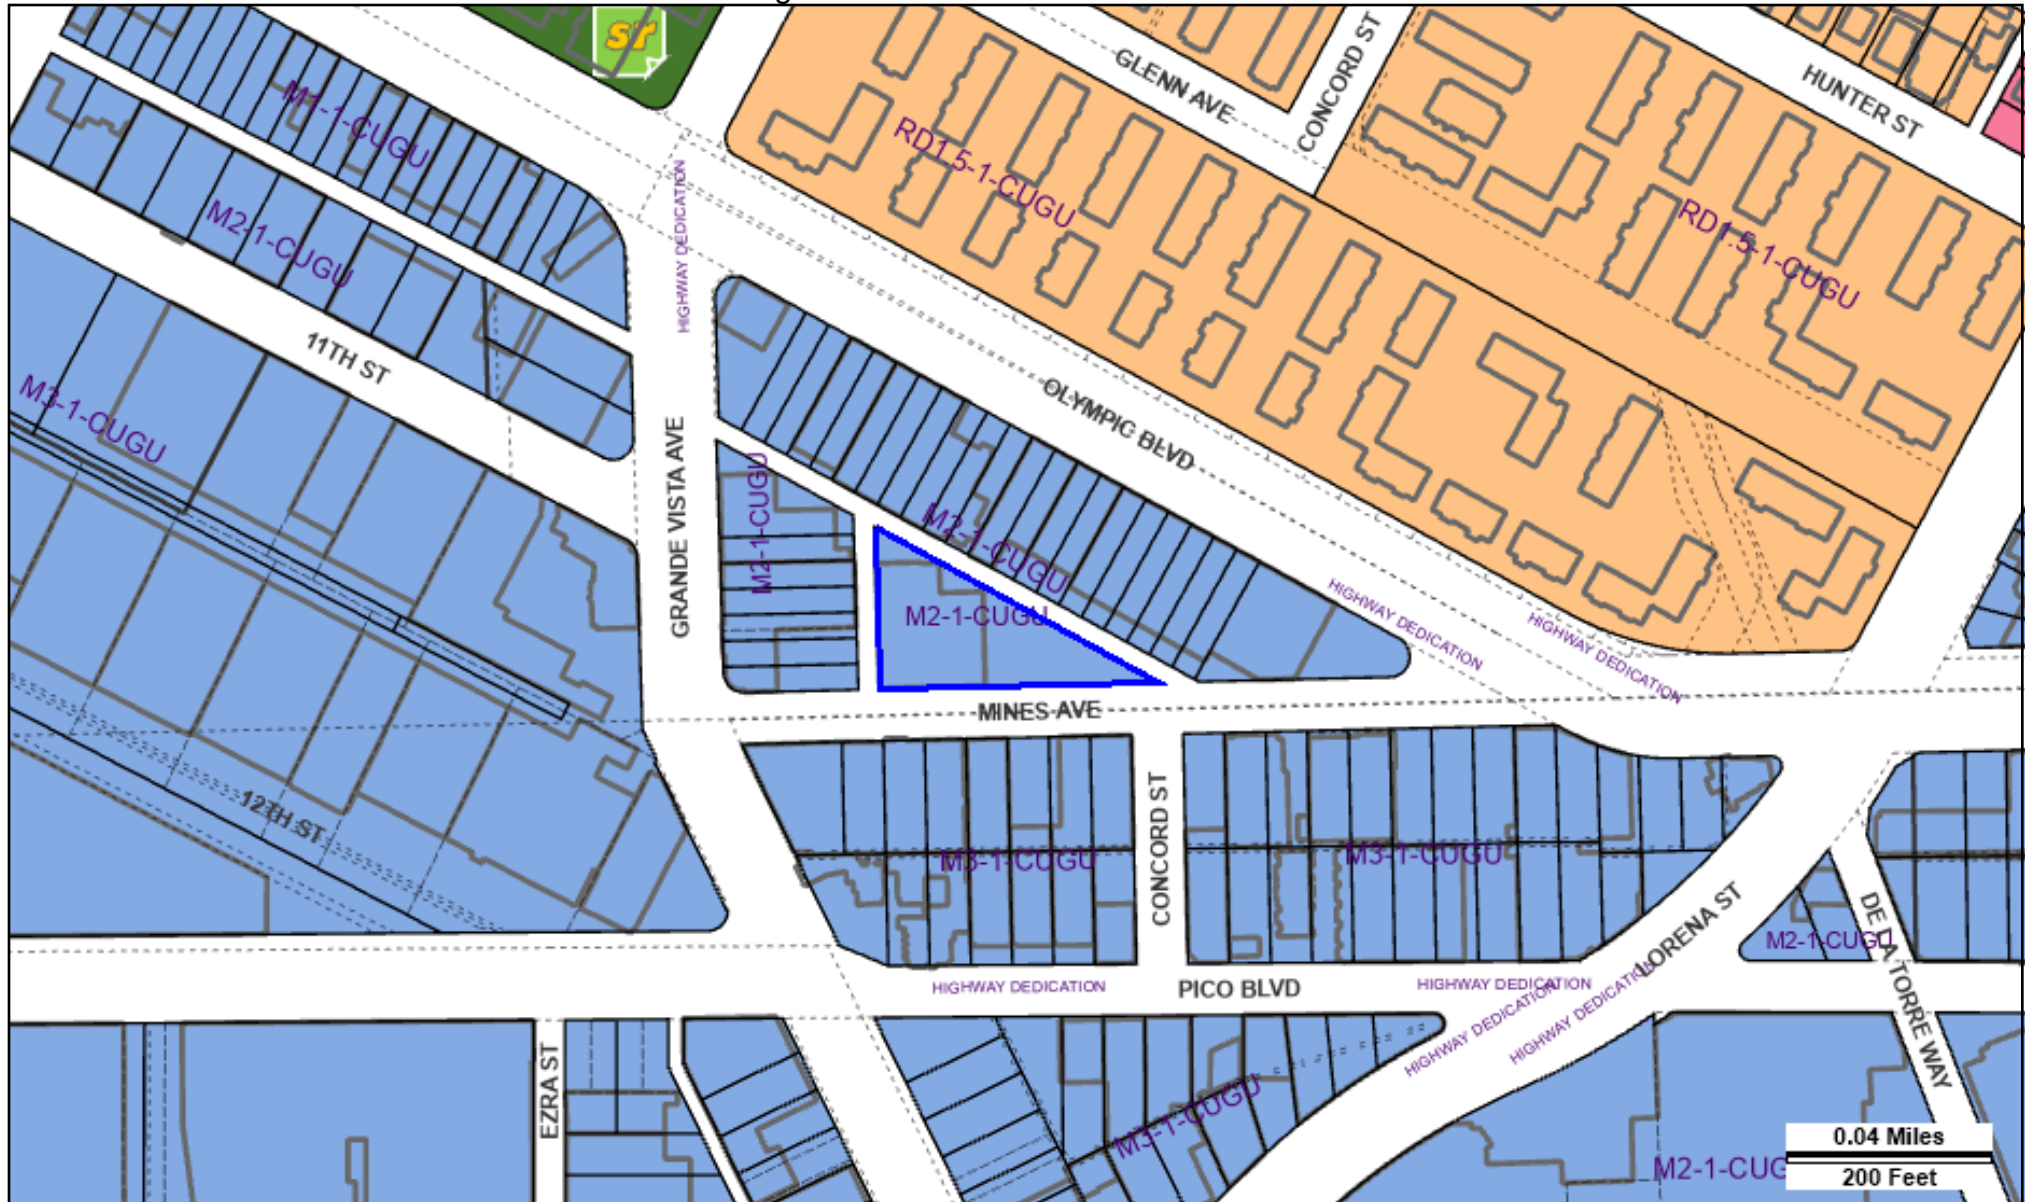 sr
GLENN AVE
CONCORD ST
HUNTER ST
M1-1-CUGU
RD1.5-1-CUGU
RD1.5-1-CUGU
M2-1-CUGU
HIGHWAY DEDICATION
11TH ST
M3-1-CUGU
OLYMPIC BLVD
GRANDE VISTA AVE
M2-1-CUGU
M2-1-CUGU
M2-1-CUGU
HIGHWAY DEDICATION
HIGHWAY DEDICATION
MINES AVE
12TH ST
M3-1-CUGU
CONCORD ST
M3-1-CUGU
LORENA ST
M2-1-CUGU
DE LA TORRE WAY
HIGHWAY DEDICATION
PICO BLVD
HIGHWAY DEDICATION
HIGHWAY DEDICATION
HIGHWAY DEDICATION
EZRA ST
M3-1-CUGU
M2-1-CUG
0.04 Miles
200 Feet